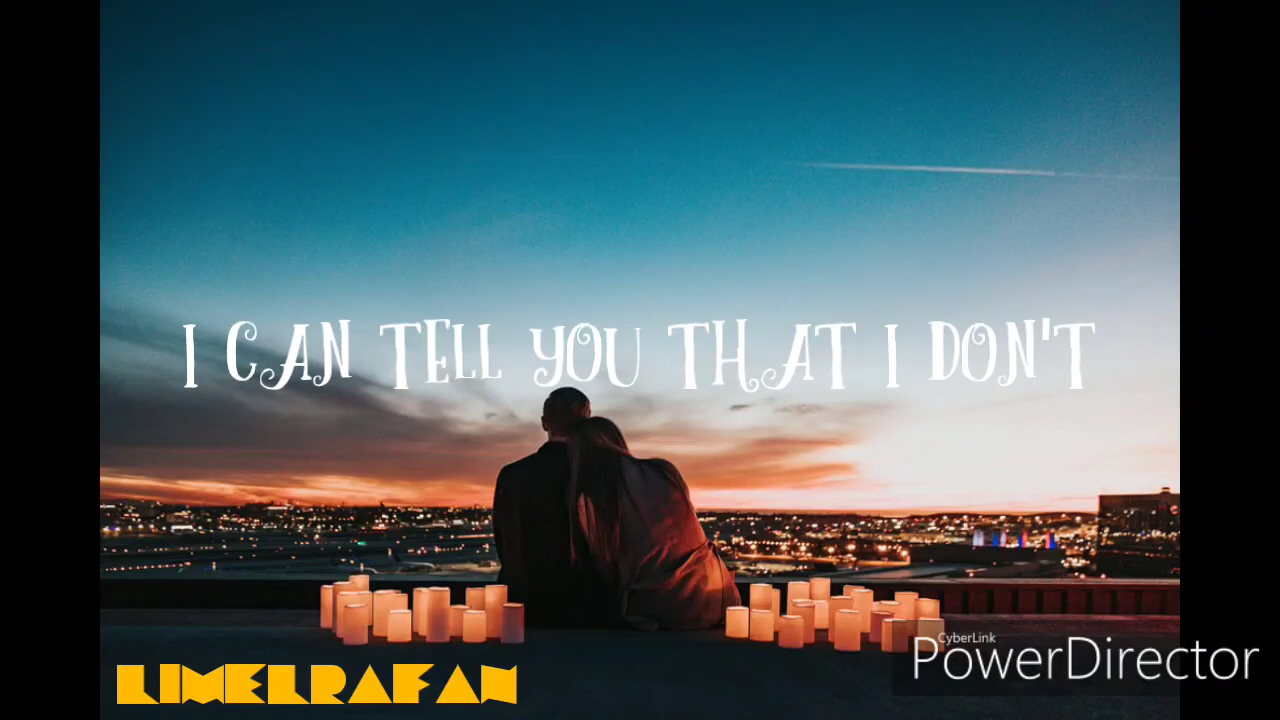 I CAN TELL YOU THAT I DON'T
LIMELRAFAN
CyberLink
PowerDirector